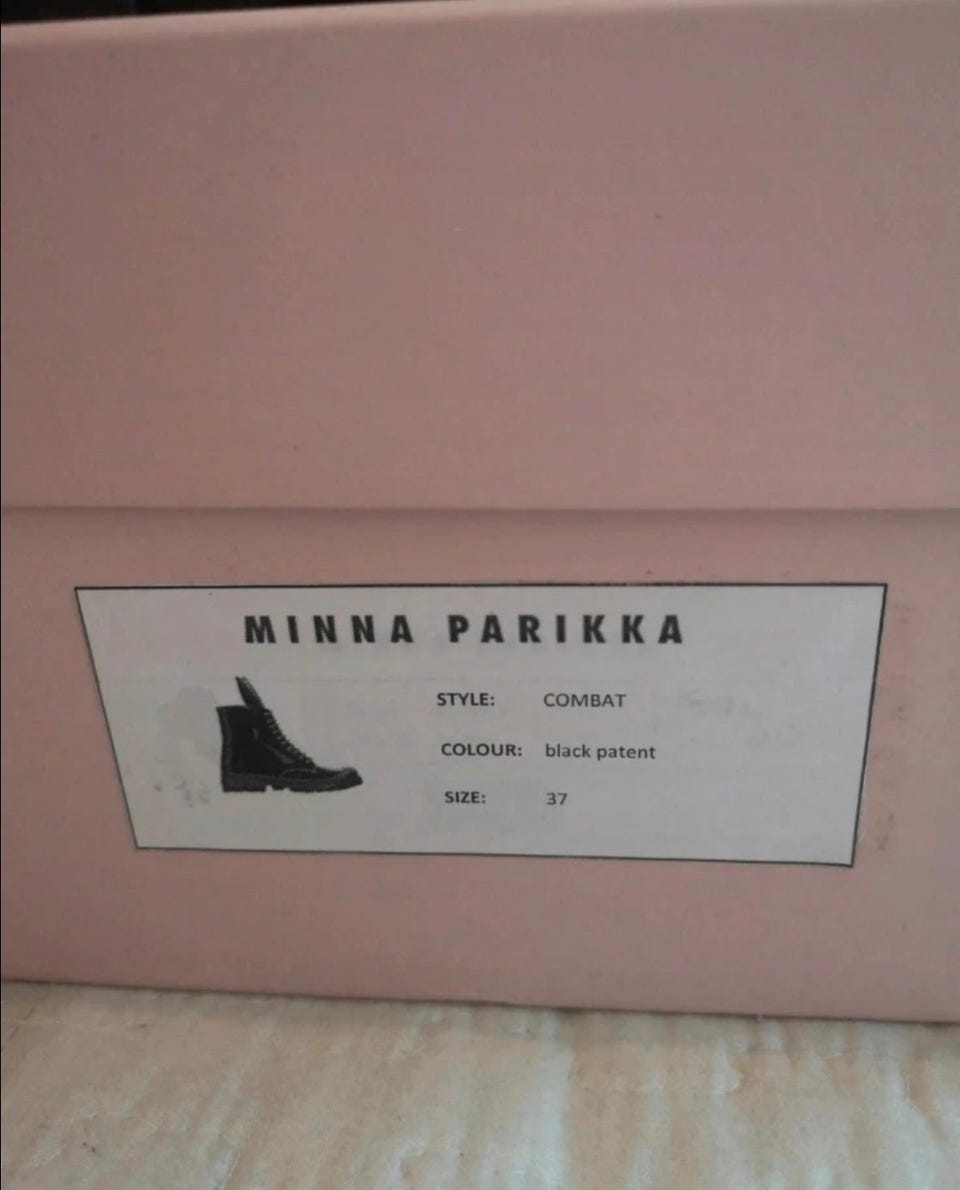 MINNA PARIKKA
STYLE: COMBAT
COLOUR: black patent
SIZE: 37